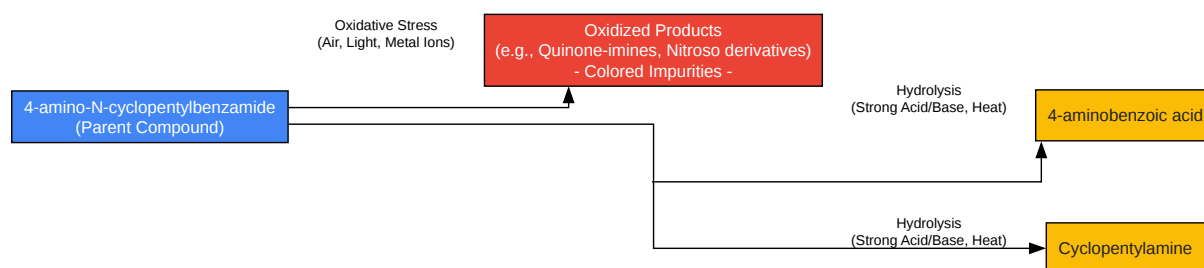 Oxidative Stress
(Air, Light, Metal Ions)
Oxidized Products
(e.g., Quinone-imines, Nitroso derivatives)
- Colored Impurities -
4-amino-N-cyclopentylbenzamide
(Parent Compound)
Hydrolysis
(Strong Acid/Base, Heat)
4-aminobenzoic acid
Hydrolysis
(Strong Acid/Base, Heat)
Cyclopentylamine